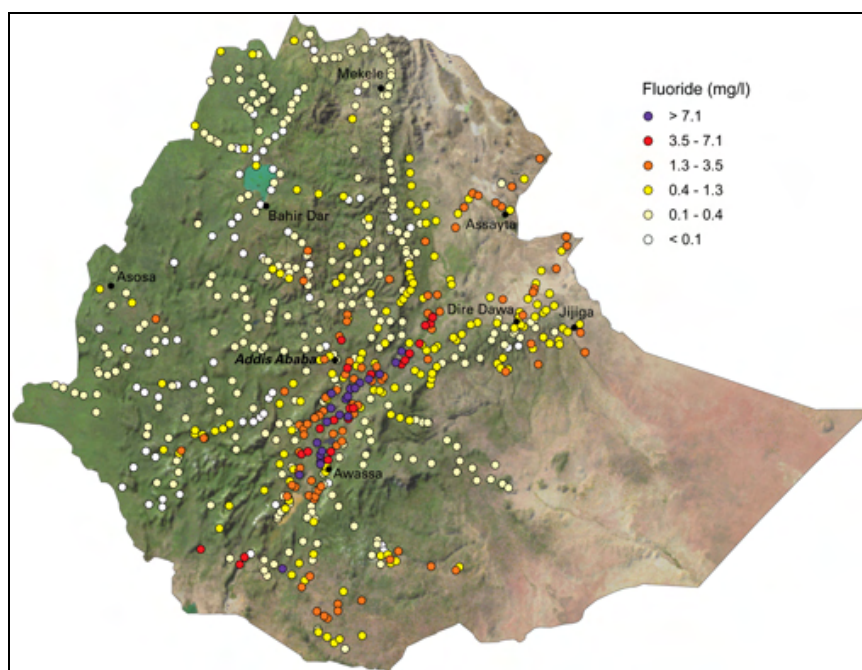 Mekele
Fluoride (mg/l)
> 7.1
3.5 - 7.1
1.3 - 3.5
0.4 - 1.3
0.1 - 0.4
< 0.1
Bahir Dar
Assayta
Asosa
Dire Dawa
Jijiga
Addis Ababa
Awassa